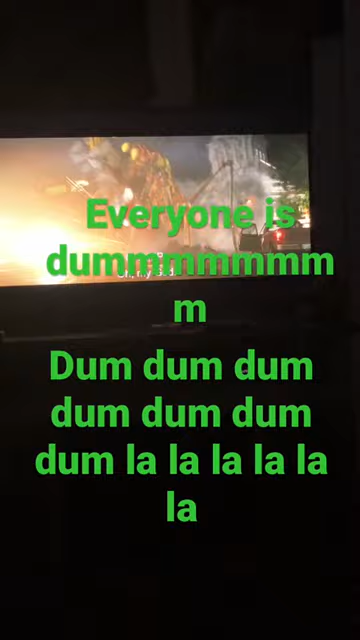 Everyone is
dummmmmmmm
m
Dum dum dum
dum dum dum
dum la la la la la
la